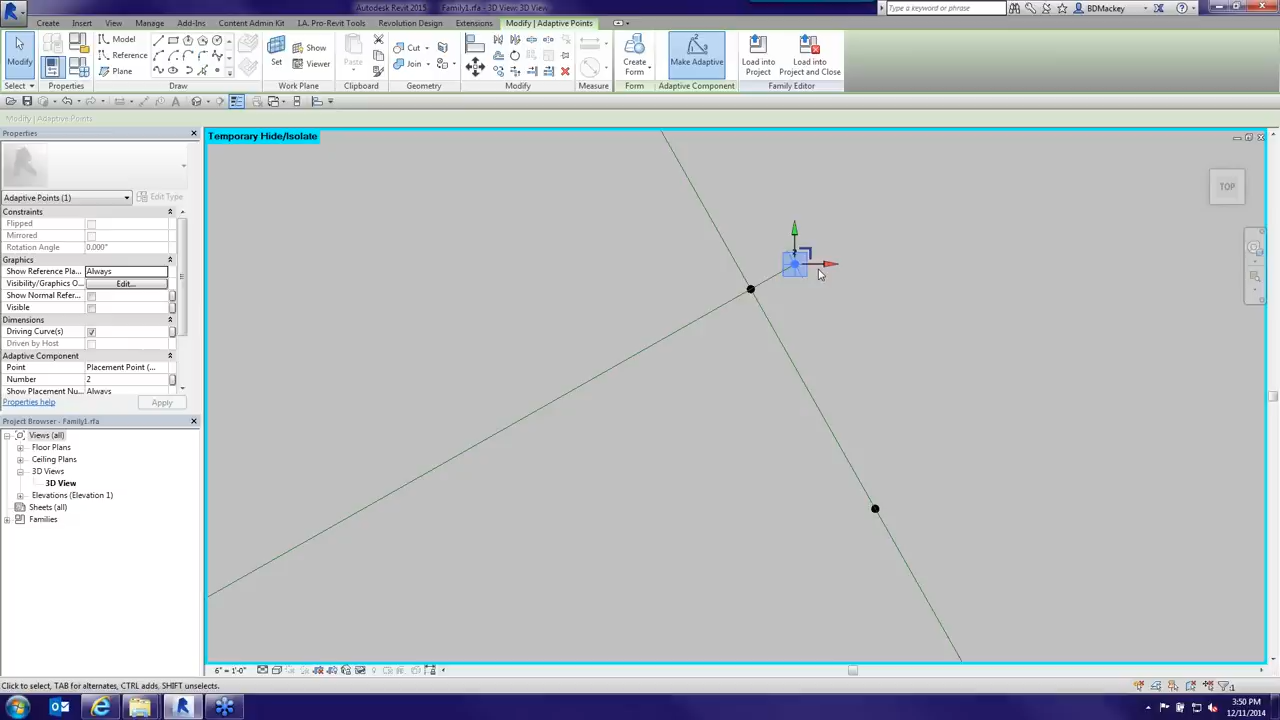 Autodesk Revit 2015 - Family1.rfa - 3D View: 3D View
Type a keyword or phrase
BDMackey
Create Insert View Manage Add-Ins Content Admin Kit LA. Pro-Revit Tools Revolution Design Extensions Modify | Adaptive Points
Modify
Model
Reference
Plane
Set
Show
Viewer
Paste
Cut
Join
Create Form
Make Adaptive
Load into Project
Load into Project and Close
Select Properties Draw Work Plane Clipboard Geometry Modify Measure Form Adaptive Component Family Editor
Modify | Adaptive Points
Properties
Temporary Hide/Isolate
TOP
Adaptive Points (1)
Edit Type
Constraints
Flipped
Mirrored
Rotation Angle 0.000°
Graphics
Show Reference Pla... Always
Visibility/Graphics O... Edit...
Show Normal Refer...
Visible
Dimensions
Driving Curve(s)
Driven by Host
Adaptive Component
Point Placement Point (...
Number 2
Show Placement Nu... Always
Properties help
Apply
Project Browser - Family1.rfa
Views (all)
Floor Plans
Ceiling Plans
3D Views
3D View
Elevations (Elevation 1)
Sheets (all)
Families
6" = 1'-0"
Click to select, TAB for alternates, CTRL adds, SHIFT unselects.
:1
3:50 PM
12/11/2014